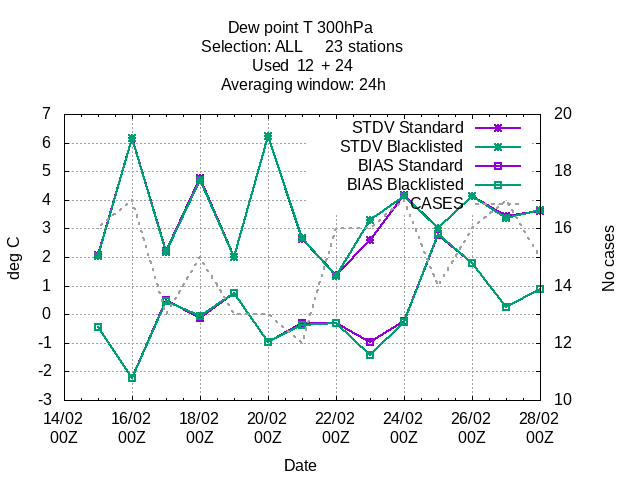 Dew point T 300hPa
Selection: ALL     23 stations
Used  12  + 24
Averaging window: 24h
7
6
5
4
3
2
1
0
-1
-2
-3
deg C
20
18
16
14
12
10
No cases
STDV Standard
STDV Blacklisted
BIAS Standard
BIAS Blacklisted
CASES
14/02 16/02 18/02 20/02 22/02 24/02 26/02 28/02
00Z 00Z 00Z 00Z 00Z 00Z 00Z 00Z
Date